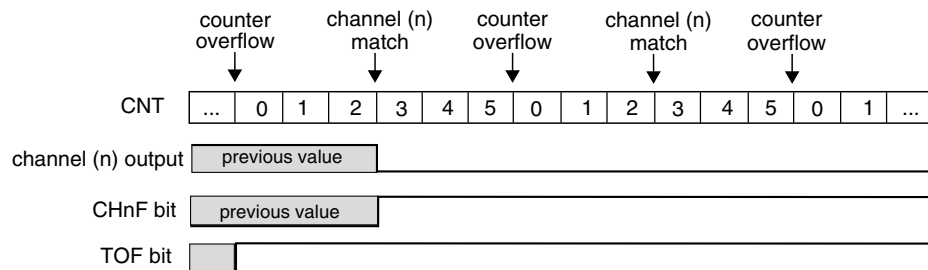 counter overflow
channel (n) match
counter overflow
channel (n) match
counter overflow
CNT ... 0 1 2 3 4 5 0 1 2 3 4 5 0 1 ...
channel (n) output previous value
CHnF bit previous value
TOF bit